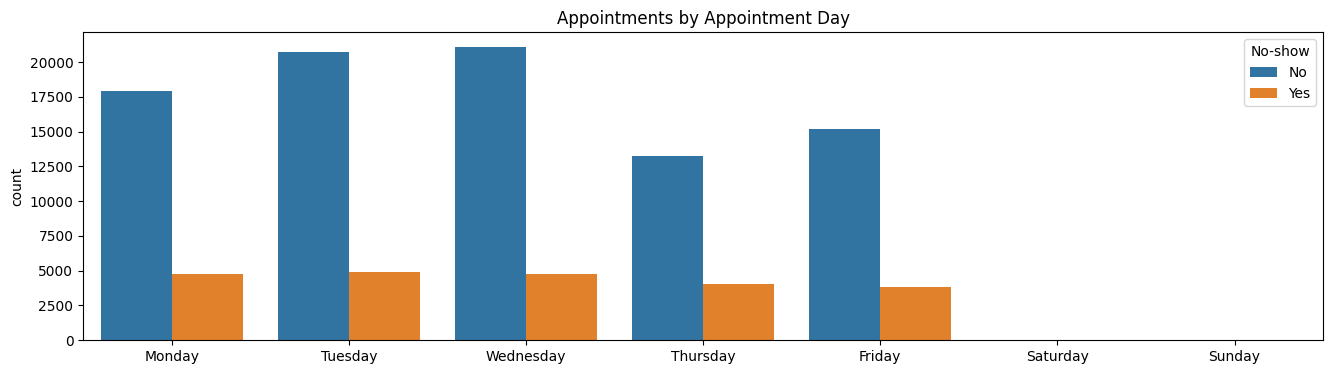 Appointments by Appointment Day
No-show
No
Yes
count
20000
17500
15000
12500
10000
7500
5000
2500
0
Monday Tuesday Wednesday Thursday Friday Saturday Sunday